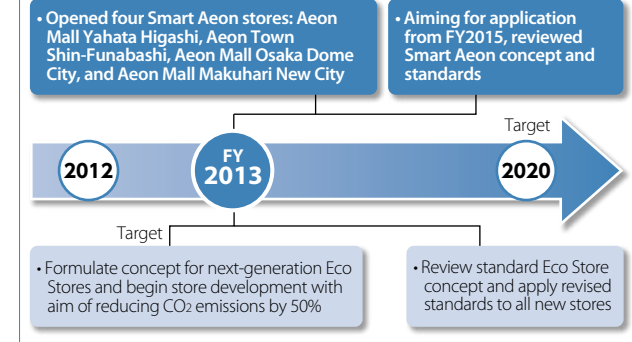 • Opened four Smart Aeon stores: Aeon
Mall Yahata Higashi, Aeon Town
Shin-Funabashi, Aeon Mall Osaka Dome
City, and Aeon Mall Makuhari New City
• Aiming for application
from FY2015, reviewed
Smart Aeon concept and
standards
Target
2012
FY
2013
2020
Target
• Formulate concept for next-generation Eco
Stores and begin store development with
aim of reducing CO2 emissions by 50%
• Review standard Eco Store
concept and apply revised
standards to all new stores